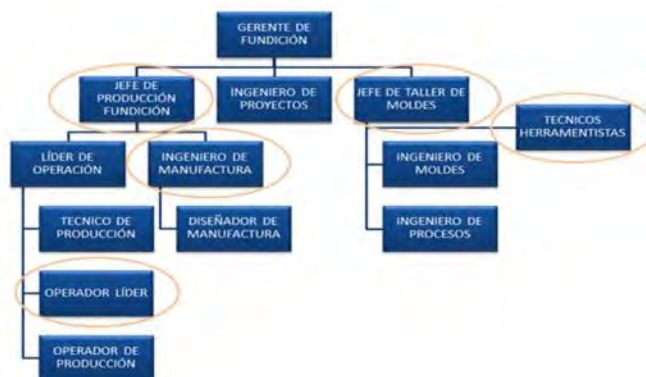 GERENTE DE
FUNDICIÓN
JEFE DE
PRODUCCIÓN
FUNDICIÓN
INGENIERO DE
PROYECTOS
JEFE DE TALLER DE
MOLDES
TECNICOS
HERRAMENTISTAS
LÍDER DE
OPERACIÓN
INGENIERO DE
MANUFACTURA
INGENIERO DE
MOLDES
TECNICO DE
PRODUCCIÓN
DISEÑADOR DE
MANUFACTURA
INGENIERO DE
PROCESOS
OPERADOR LÍDER
OPERADOR DE
PRODUCCIÓN